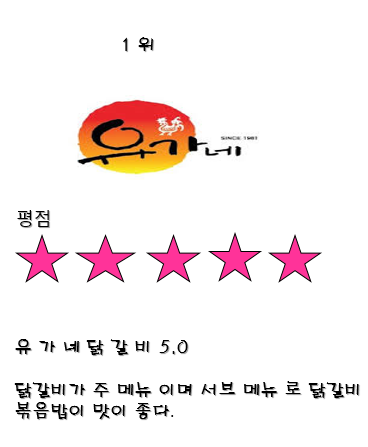 1 위
유가네
SINCE 1981
평점
유 가 네 닭 갈 비 5.0
닭갈비가 주 메뉴 이며 서브 메뉴 로 닭갈비
볶음밥이 맛이 좋다.